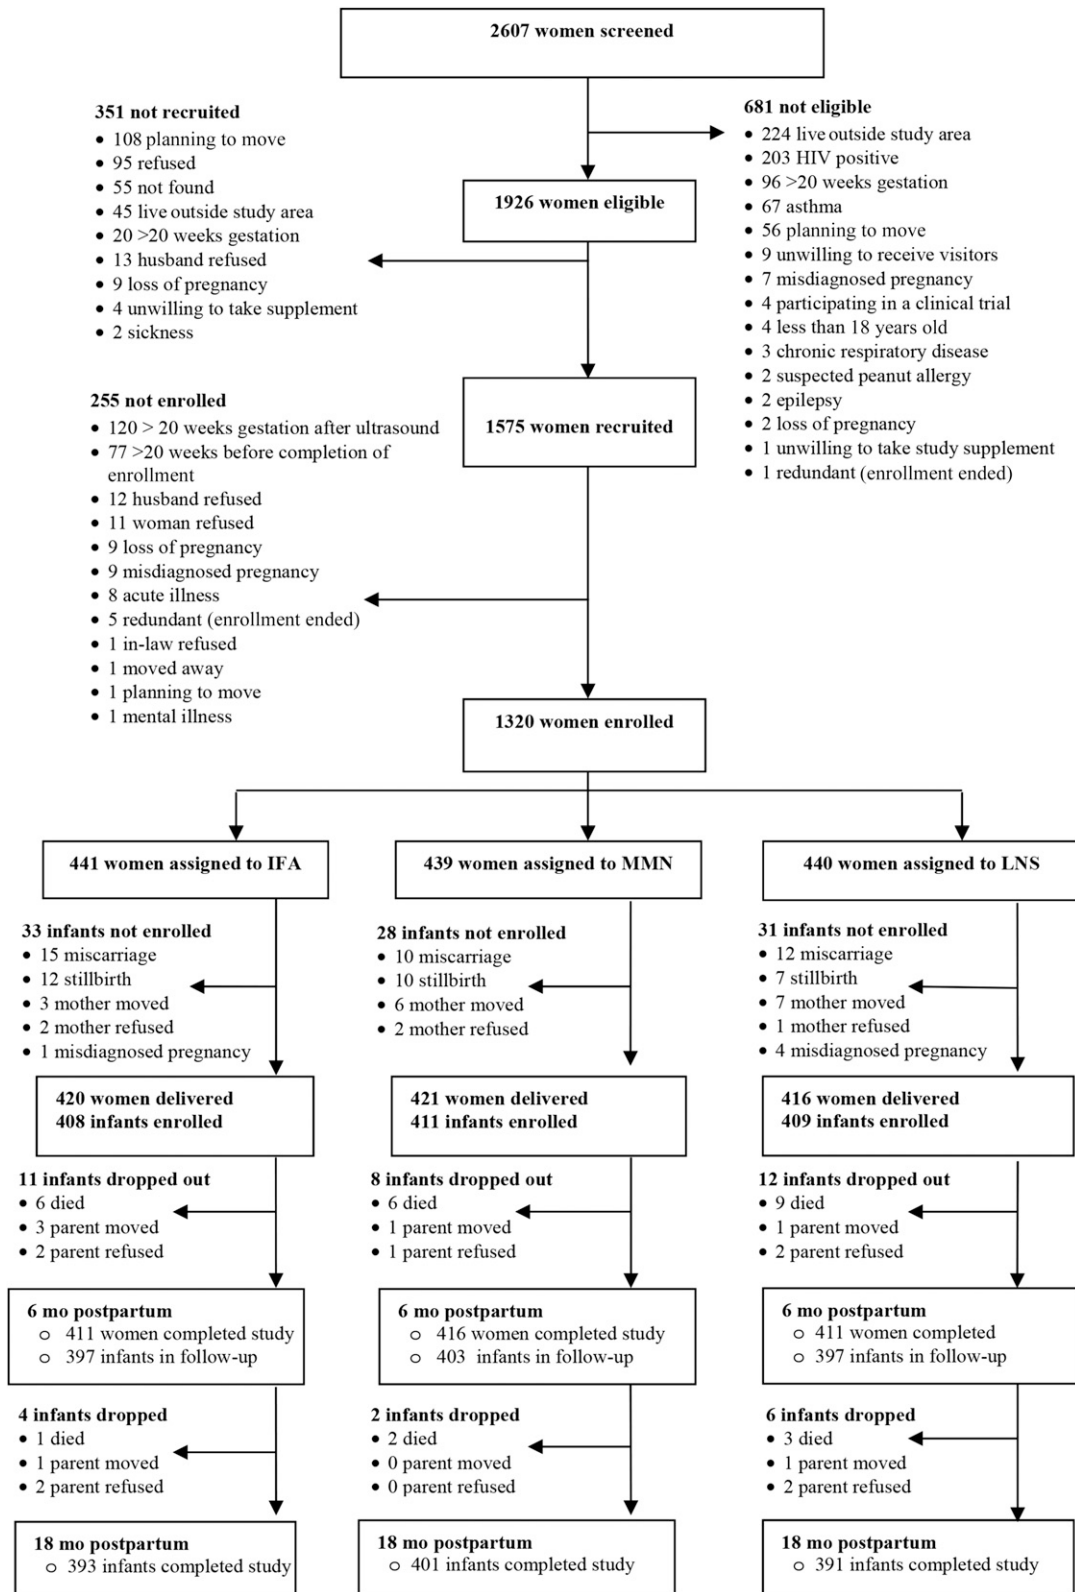 2607 women screened
351 not recruited
• 108 planning to move
• 95 refused
• 55 not found
• 45 live outside study area
• 20 >20 weeks gestation
• 13 husband refused
• 9 loss of pregnancy
• 4 unwilling to take supplement
• 2 sickness
681 not eligible
• 224 live outside study area
• 203 HIV positive
• 96 >20 weeks gestation
• 67 asthma
• 56 planning to move
• 9 unwilling to receive visitors
• 7 misdiagnosed pregnancy
• 4 participating in a clinical trial
• 4 less than 18 years old
• 3 chronic respiratory disease
• 2 suspected peanut allergy
• 2 epilepsy
• 2 loss of pregnancy
• 1 unwilling to take study supplement
• 1 redundant (enrollment ended)
1926 women eligible
255 not enrolled
• 120 > 20 weeks gestation after ultrasound
• 77 >20 weeks before completion of
enrollment
• 12 husband refused
• 11 woman refused
• 9 loss of pregnancy
• 9 misdiagnosed pregnancy
• 8 acute illness
• 5 redundant (enrollment ended)
• 1 in-law refused
• 1 moved away
• 1 planning to move
• 1 mental illness
1575 women recruited
1320 women enrolled
441 women assigned to IFA
33 infants not enrolled
• 15 miscarriage
• 12 stillbirth
• 3 mother moved
• 2 mother refused
• 1 misdiagnosed pregnancy
420 women delivered
408 infants enrolled
11 infants dropped out
• 6 died
• 3 parent moved
• 2 parent refused
6 mo postpartum
o 411 women completed study
o 397 infants in follow-up
4 infants dropped
• 1 died
• 1 parent moved
• 2 parent refused
18 mo postpartum
o 393 infants completed study
439 women assigned to MMN
28 infants not enrolled
• 10 miscarriage
• 10 stillbirth
• 6 mother moved
• 2 mother refused
421 women delivered
411 infants enrolled
8 infants dropped out
• 6 died
• 1 parent moved
• 1 parent refused
6 mo postpartum
o 416 women completed study
o 403 infants in follow-up
2 infants dropped
• 2 died
• 0 parent moved
• 0 parent refused
18 mo postpartum
o 401 infants completed study
440 women assigned to LNS
31 infants not enrolled
• 12 miscarriage
• 7 stillbirth
• 7 mother moved
• 1 mother refused
• 4 misdiagnosed pregnancy
416 women delivered
409 infants enrolled
12 infants dropped out
• 9 died
• 1 parent moved
• 2 parent refused
6 mo postpartum
o 411 women completed
o 397 infants in follow-up
6 infants dropped
• 3 died
• 1 parent moved
• 2 parent refused
18 mo postpartum
o 391 infants completed study